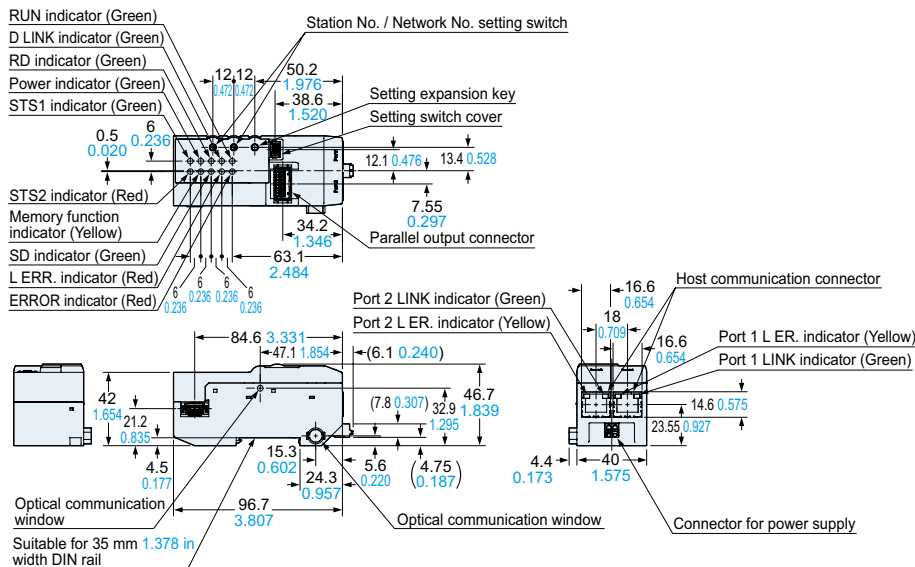 RUN indicator (Green)
D LINK indicator (Green)
RD indicator (Green)
Power indicator (Green)
STS1 indicator (Green)
Station No. / Network No. setting switch
12 12
0.472 0.472
50.2
1.976
38.6
1.520
Setting expansion key
Setting switch cover
0.5
0.020
6
0.236
12.1 0.476
13.4 0.528
7.55
0.297
STS2 indicator (Red)
Memory function
indicator (Yellow)
SD indicator (Green)
L ERR. indicator (Red)
ERROR indicator (Red)
34.2
1.346
Parallel output connector
63.1
2.484
6
0.236
6
0.236
6
0.236
6
0.236
Port 2 LINK indicator (Green)
Port 2 L ER. indicator (Yellow)
16.6
0.654
Host communication connector
18
0.709
16.6
0.654
Port 1 L ER. indicator (Yellow)
Port 1 LINK indicator (Green)
84.6 3.331
47.1 1.854
(6.1 0.240)
42
1.654
21.2
0.835
4.5
0.177
46.7
1.839
(7.8 0.307)
32.9
1.295
15.3
0.602
24.3
0.957
5.6
0.220
(4.75
0.187)
96.7
3.807
14.6 0.575
23.55 0.927
4.4
0.173
40
1.575
Optical communication
window
Optical communication window
Connector for power supply
Suitable for 35 mm 1.378 in
width DIN rail